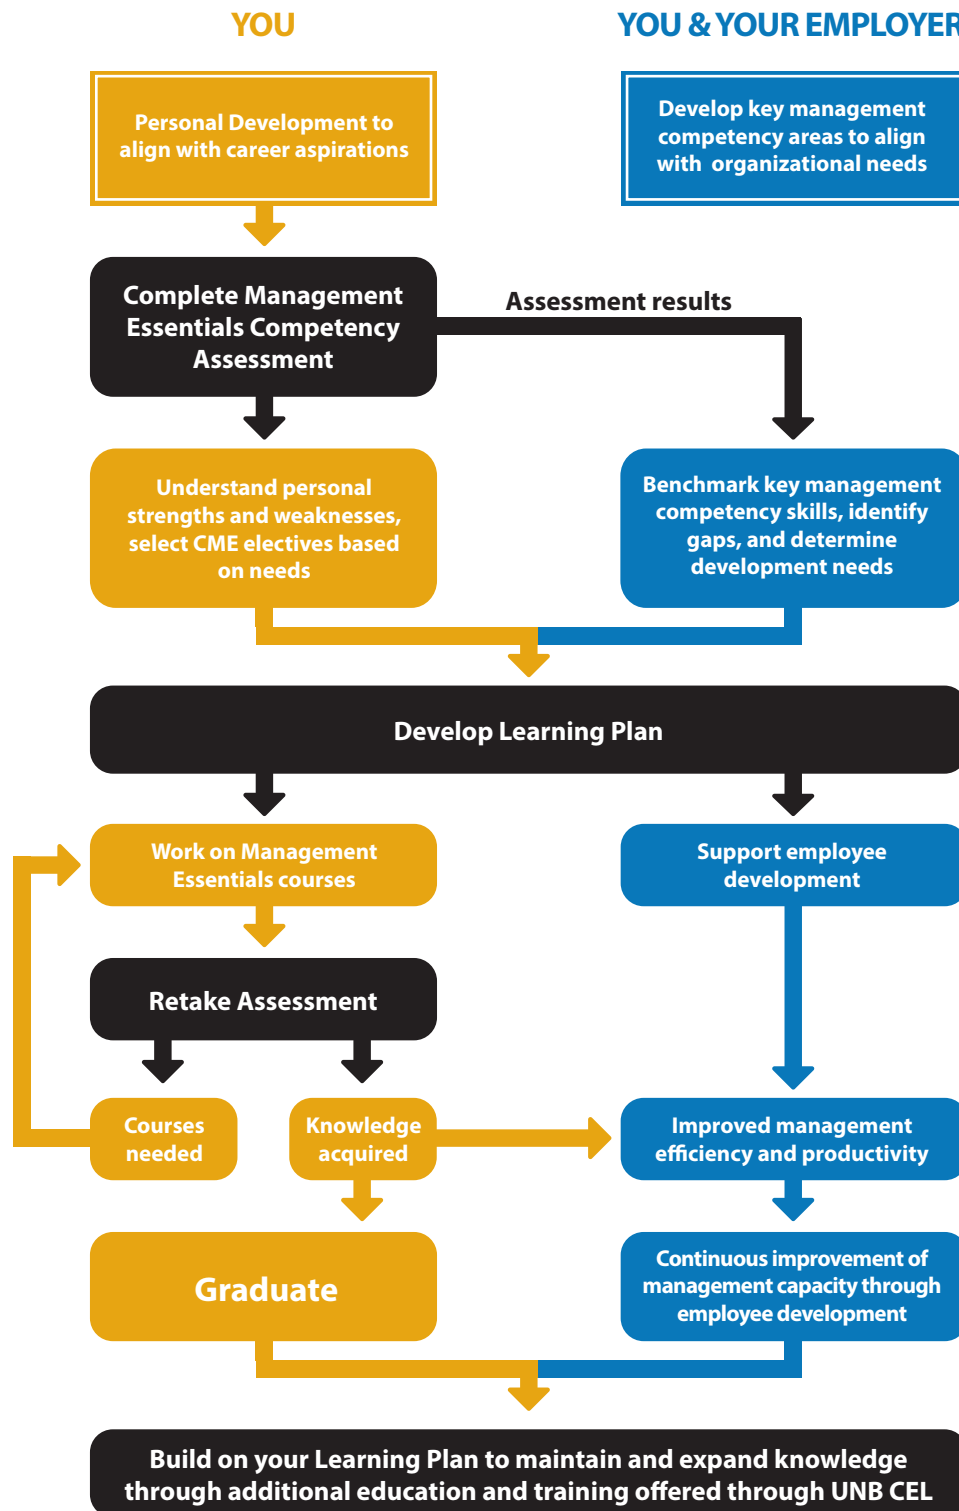 YOU
YOU & YOUR EMPLOYER
Personal Development to
align with career aspirations
Develop key management
competency areas to align
with organizational needs
Complete Management
Essentials Competency
Assessment
Assessment results
Understand personal
strengths and weaknesses,
select CME electives based
on needs
Benchmark key management
competency skills, identify
gaps, and determine
development needs
Develop Learning Plan
Work on Management
Essentials courses
Support employee
development
Retake Assessment
Courses
needed
Knowledge
acquired
Improved management
efficiency and productivity
Graduate
Continuous improvement of
management capacity through
employee development
Build on your Learning Plan to maintain and expand knowledge
through additional education and training offered through UNB CEL